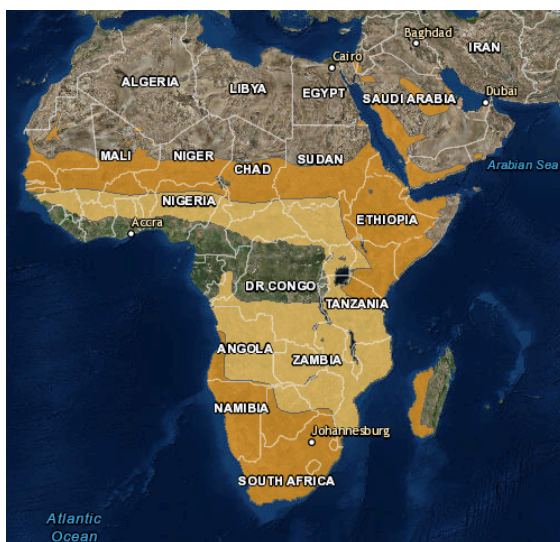 Baghdad
IRAN
Cairo
ALGERIA
LIBYA
EGYPT
SAUDI ARABIA
Dubai
MALI
NIGER
CHAD
SUDAN
Arabian Sea
NIGERIA
Accra
ETHIOPIA
DR CONGO
TANZANIA
ANGOLA
ZAMBIA
NAMIBIA
Johannesburg
SOUTH AFRICA
Atlantic
Ocean